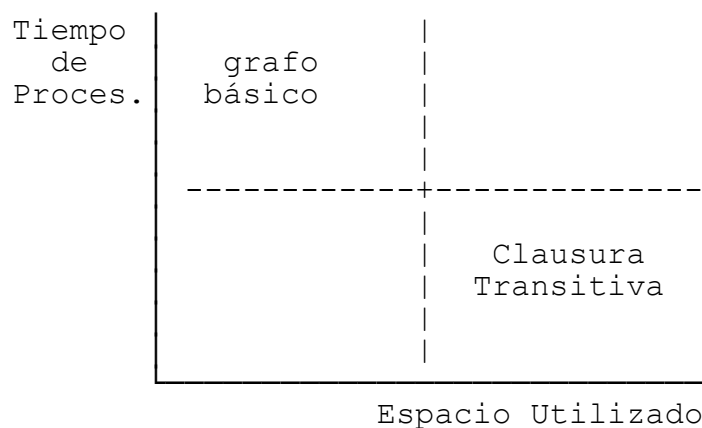 Tiempo
de
Proces.
grafo
básico
Clausura
Transitiva
Espacio Utilizado